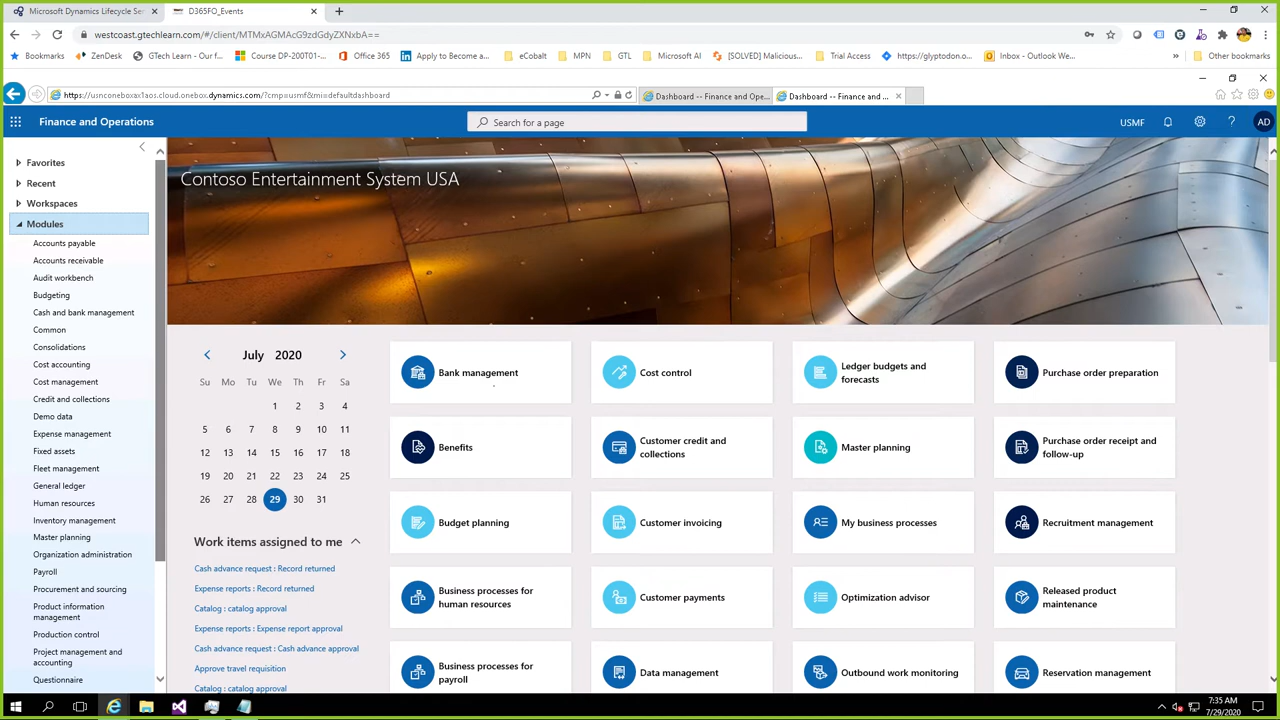 Microsoft Dynamics Lifecycle Serv
D365FO_Events
westcoast.gtechlearn.com/#/client/MTMxAGMAcG9zdGdyZXNxbA==
Bookmarks
ZenDesk
GTech Learn - Our f...
Course DP-200T01-...
Office 365
Apply to Become a...
eCobalt
MPN
GTL
Microsoft AI
[SOLVED] Malicious...
Trial Access
https://glyptodon.c...
Inbox - Outlook We...
»
Other bookmarks
https://usnconeboxax1aos.cloud.onebox.dynamics.com/?cmp=usmf&mi=defaultdashboard
Dashboard -- Finance and Ope...
Dashboard -- Finance and ...
Finance and Operations
Search for a page
USMF
?
AD
Favorites
Recent
Workspaces
Modules
Accounts payable
Accounts receivable
Audit workbench
Budgeting
Cash and bank management
Common
Consolidations
Cost accounting
Cost management
Credit and collections
Demo data
Expense management
Fixed assets
Fleet management
General ledger
Human resources
Inventory management
Master planning
Organization administration
Payroll
Procurement and sourcing
Product information
management
Production control
Project management and
accounting
Questionnaire
Contoso Entertainment System USA
July 2020
Su Mo Tu We Th Fr Sa
1 2 3 4
5 6 7 8 9 10 11
12 13 14 15 16 17 18
19 20 21 22 23 24 25
26 27 28 29 30 31
Work items assigned to me
Cash advance request : Record returned
Expense reports : Record returned
Catalog : catalog approval
Expense reports : Expense report approval
Cash advance request : Cash advance approval
Approve travel requisition
Catalog : catalog approval
Bank management
Cost control
Ledger budgets and
forecasts
Purchase order preparation
Benefits
Customer credit and
collections
Master planning
Purchase order receipt and
follow-up
Budget planning
Customer invoicing
My business processes
Recruitment management
Business processes for
human resources
Customer payments
Optimization advisor
Released product
maintenance
Business processes for
payroll
Data management
Outbound work monitoring
Reservation management
7:35 AM
7/29/2020